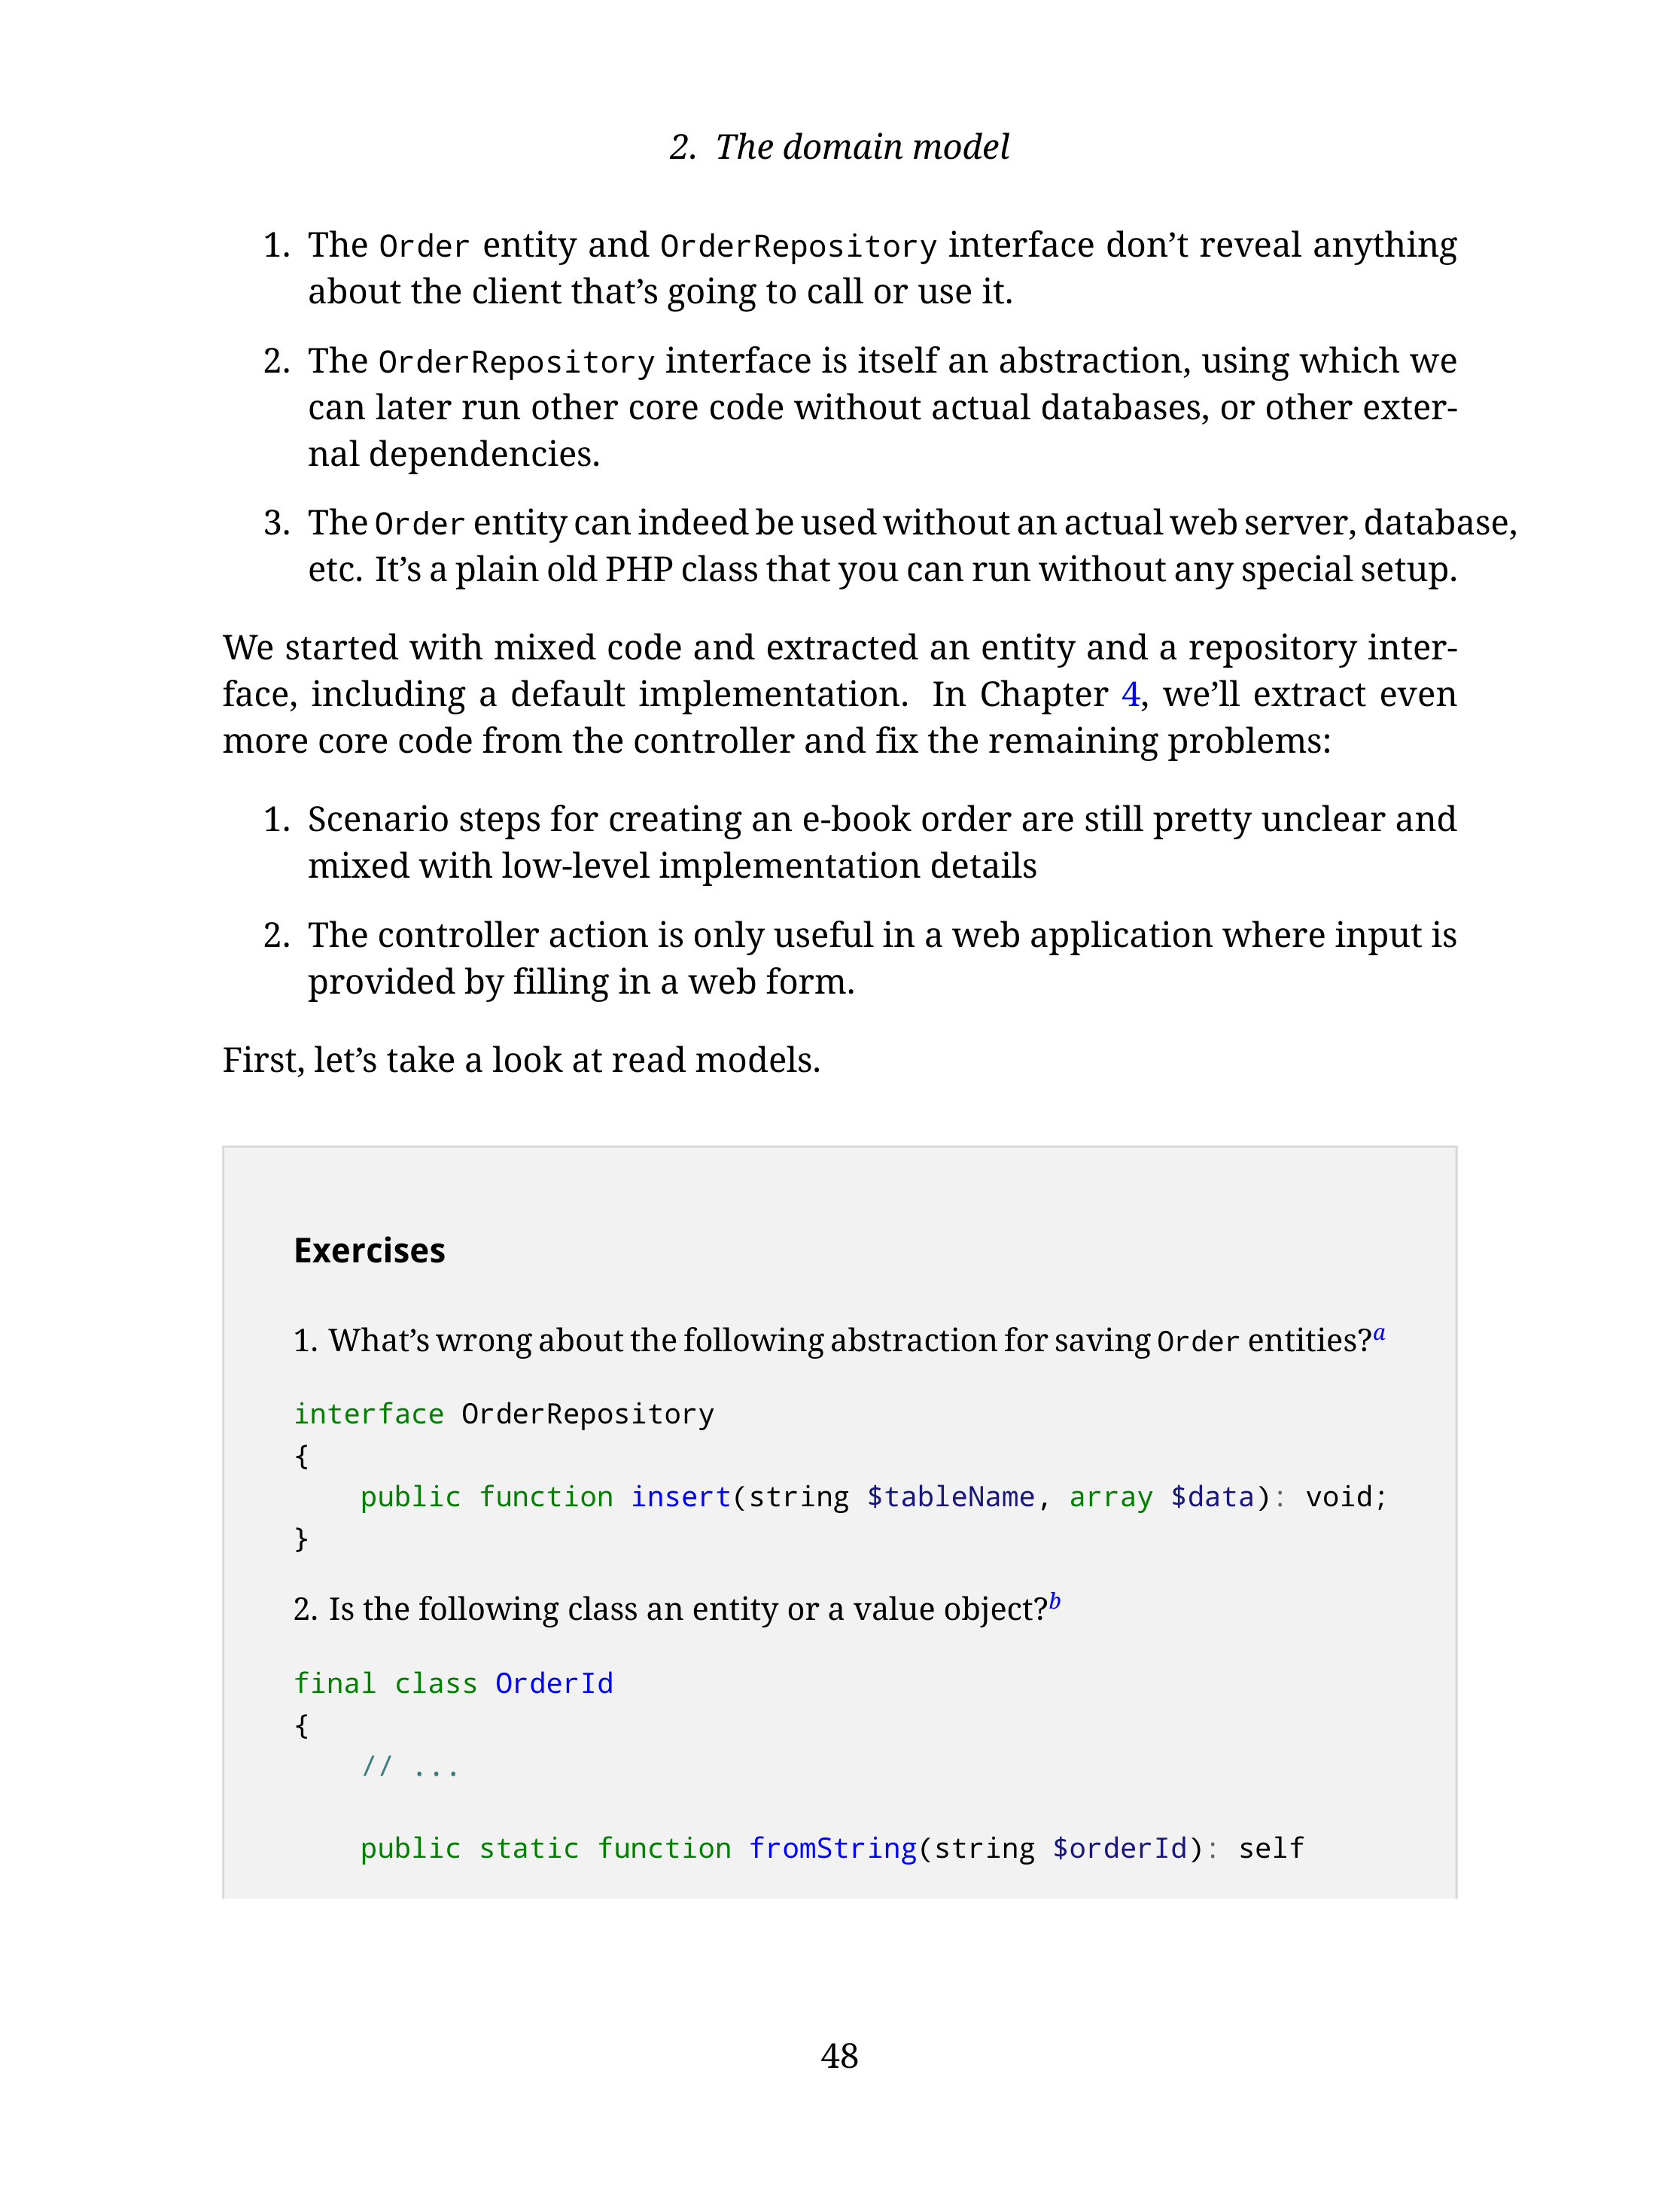 2. The domain model
1. The Order entity and OrderRepository interface don’t reveal anything
about the client that’s going to call or use it.
2. The OrderRepository interface is itself an abstraction, using which we
can later run other core code without actual databases, or other exter-
nal dependencies.
3. The Order entity can indeed be used without an actual web server, database,
etc. It’s a plain old PHP class that you can run without any special setup.
We started with mixed code and extracted an entity and a repository inter-
face, including a default implementation. In Chapter 4, we’ll extract even
more core code from the controller and fix the remaining problems:
1. Scenario steps for creating an e-book order are still pretty unclear and
mixed with low-level implementation details
2. The controller action is only useful in a web application where input is
provided by filling in a web form.
First, let’s take a look at read models.
Exercises
1. What’s wrong about the following abstraction for saving Order entities?a
interface OrderRepository
{
    public function insert(string $tableName, array $data): void;
}
2. Is the following class an entity or a value object?b
final class OrderId
{
    // ...
    public static function fromString(string $orderId): self
48